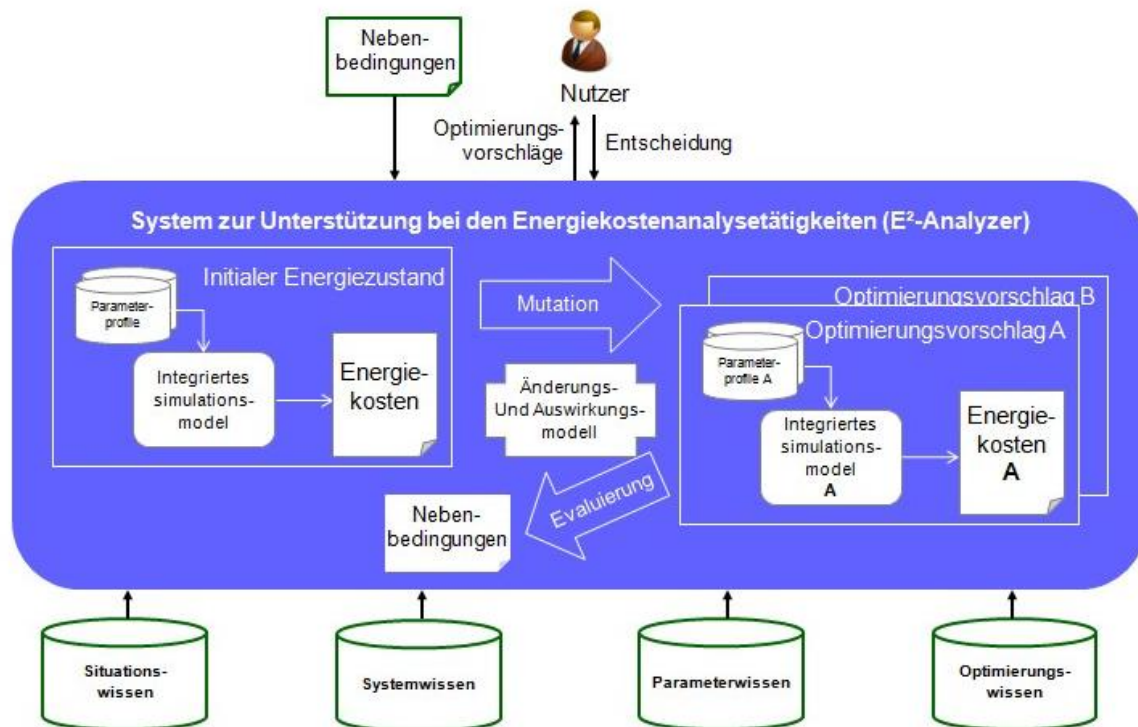 Neben-
bedingungen
Nutzer
Optimierungs-
vorschläge
Entscheidung
System zur Unterstützung bei den Energiekostenanalysetätigkeiten (E²-Analyzer)
Initialer Energiezustand
Parameter-
profile
Integriertes
simulations-
model
Energie-
kosten
Mutation
Änderungs-
Und Auswirkungs-
modell
Evaluierung
Neben-
bedingungen
Optimierungsvorschlag B
Optimierungsvorschlag A
Parameter-
profile A
Integriertes
simulations-
model
A
Energie-
kosten
A
Situations-
wissen
Systemwissen
Parameterwissen
Optimierungs-
wissen